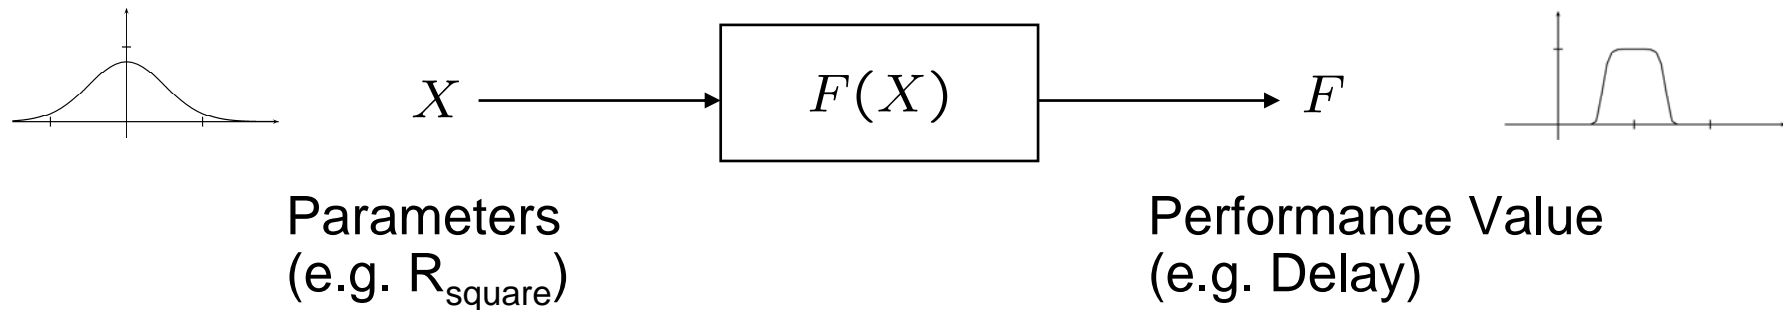 X
F(X)
F
Parameters
(e.g. R_square)
Performance Value
(e.g. Delay)